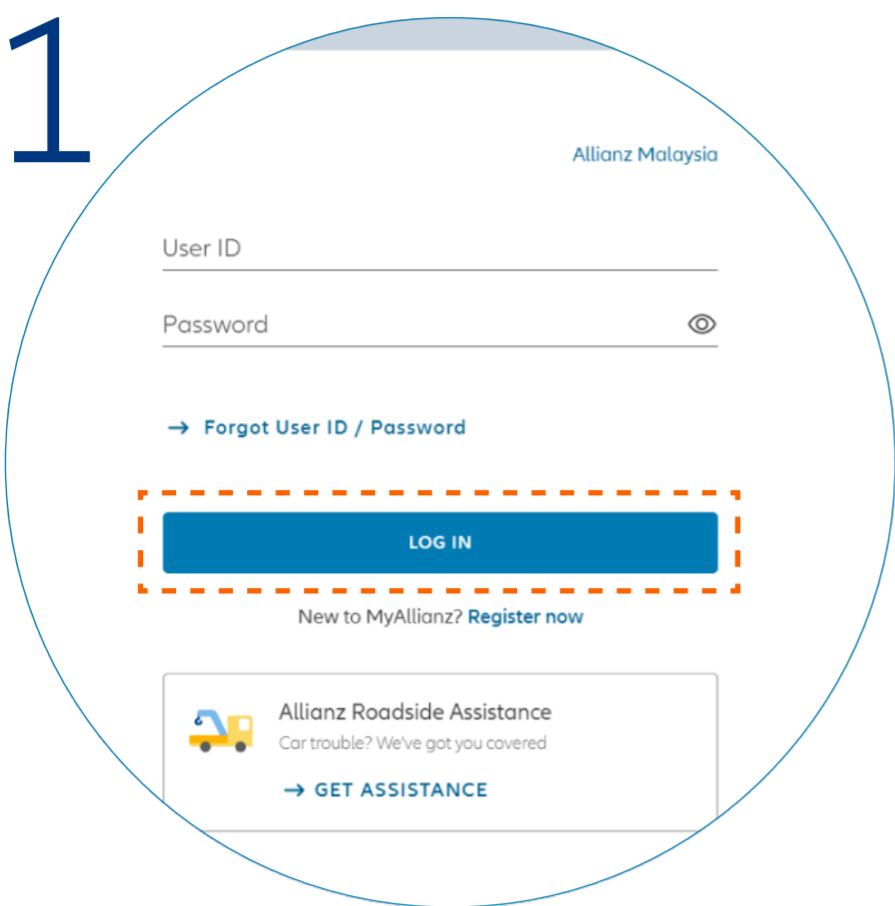 1
Allianz Malaysia
User ID
Password
→ Forgot User ID / Password
LOG IN
New to MyAllianz? Register now
Allianz Roadside Assistance
Car trouble? We've got you covered
→ GET ASSISTANCE